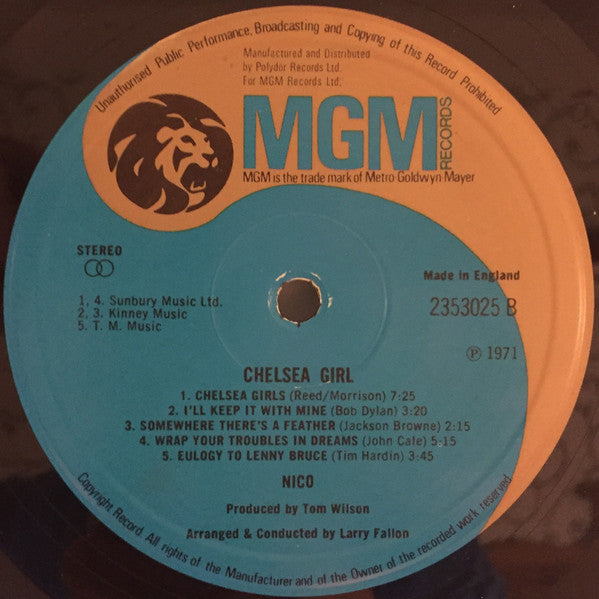 Unauthorised Public Performance, Broadcasting and Copying of this Record Prohibited
Manufactured and Distributed
by Polydor Records Ltd.
For MGM Records Ltd.
MGM
RECORDS
MGM is the trade mark of Metro-Goldwyn-Mayer
STEREO
Made in England
1, 4. Sunbury Music Ltd.
2, 3. Kinney Music
5. T. M. Music
2353025 B
Ⓟ 1971
CHELSEA GIRL
1. CHELSEA GIRLS (Reed/Morrison) 7:25
2. I'LL KEEP IT WITH MINE (Bob Dylan) 3:20
3. SOMEWHERE THERE'S A FEATHER (Jackson Browne) 2:15
4. WRAP YOUR TROUBLES IN DREAMS (John Cale) 5:15
5. EULOGY TO LENNY BRUCE (Tim Hardin) 3:45
NICO
Produced by Tom Wilson
Arranged & Conducted by Larry Fallon
Copyright Record. All rights of the Manufacturer and of the Owner of the recorded work reserved.